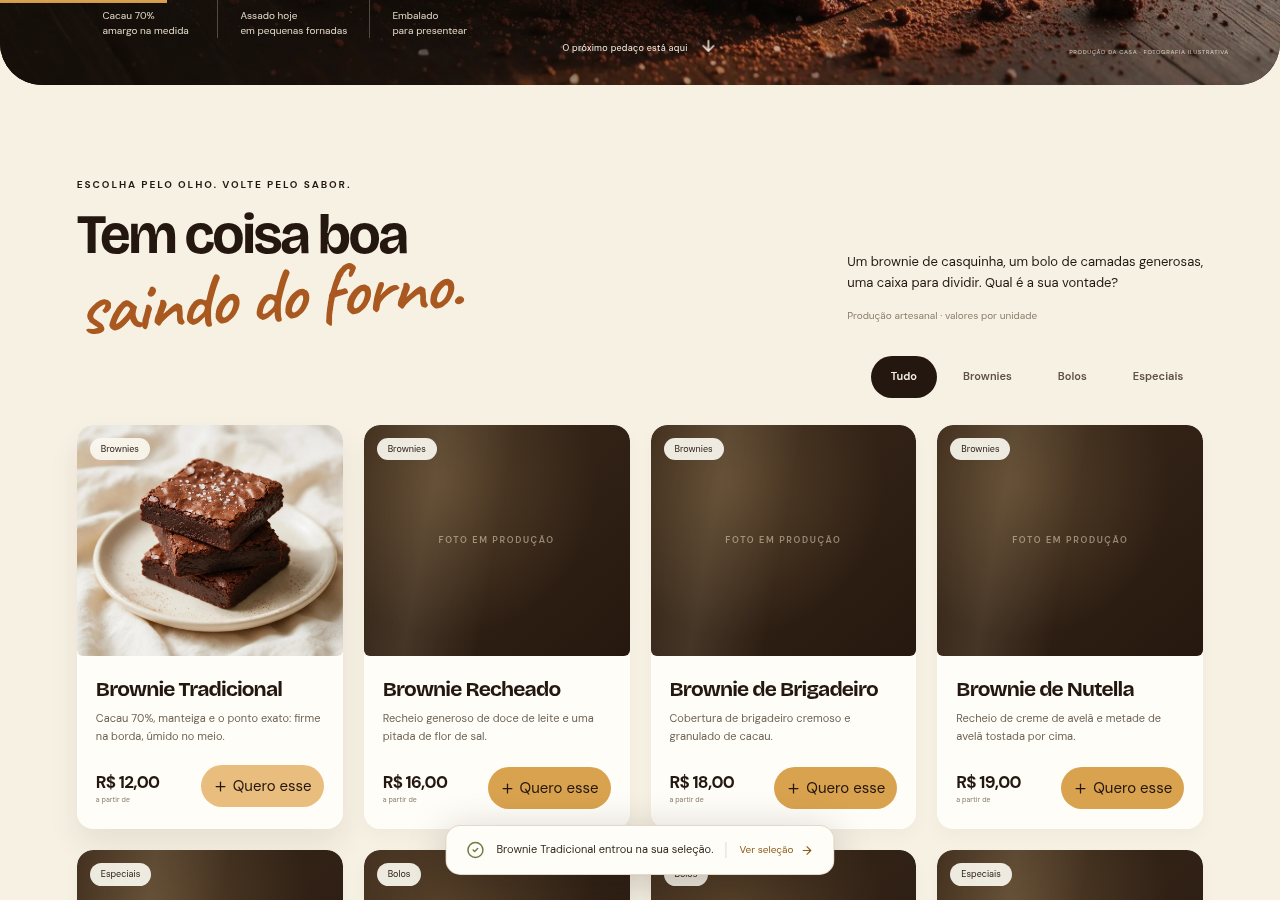 Cacau 70%
amargo na medida
Assado hoje
em pequenas fornadas
Embalado
para presentear
O próximo pedaço está aqui
PRODUÇÃO DA CASA · FOTOGRAFIA ILUSTRATIVA
ESCOLHA PELO OLHO. VOLTE PELO SABOR.
Tem coisa boa
saindo do forno.
Um brownie de casquinha, um bolo de camadas generosas,
uma caixa para dividir. Qual é a sua vontade?
Produção artesanal · valores por unidade
Tudo
Brownies
Bolos
Especiais
Brownies
Brownie Tradicional
Cacau 70%, manteiga e o ponto exato: firme
na borda, úmido no meio.
R$ 12,00
a partir de
+ Quero esse
Brownies
FOTO EM PRODUÇÃO
Brownie Recheado
Recheio generoso de doce de leite e uma
pitada de flor de sal.
R$ 16,00
a partir de
+ Quero esse
Brownies
FOTO EM PRODUÇÃO
Brownie de Brigadeiro
Cobertura de brigadeiro cremoso e
granulado de cacau.
R$ 18,00
a partir de
+ Quero esse
Brownies
FOTO EM PRODUÇÃO
Brownie de Nutella
Recheio de creme de avelã e metade de
avelã tostada por cima.
R$ 19,00
a partir de
+ Quero esse
Brownie Tradicional entrou na sua seleção.
Ver seleção
Especiais
Bolos
Bolos
Especiais